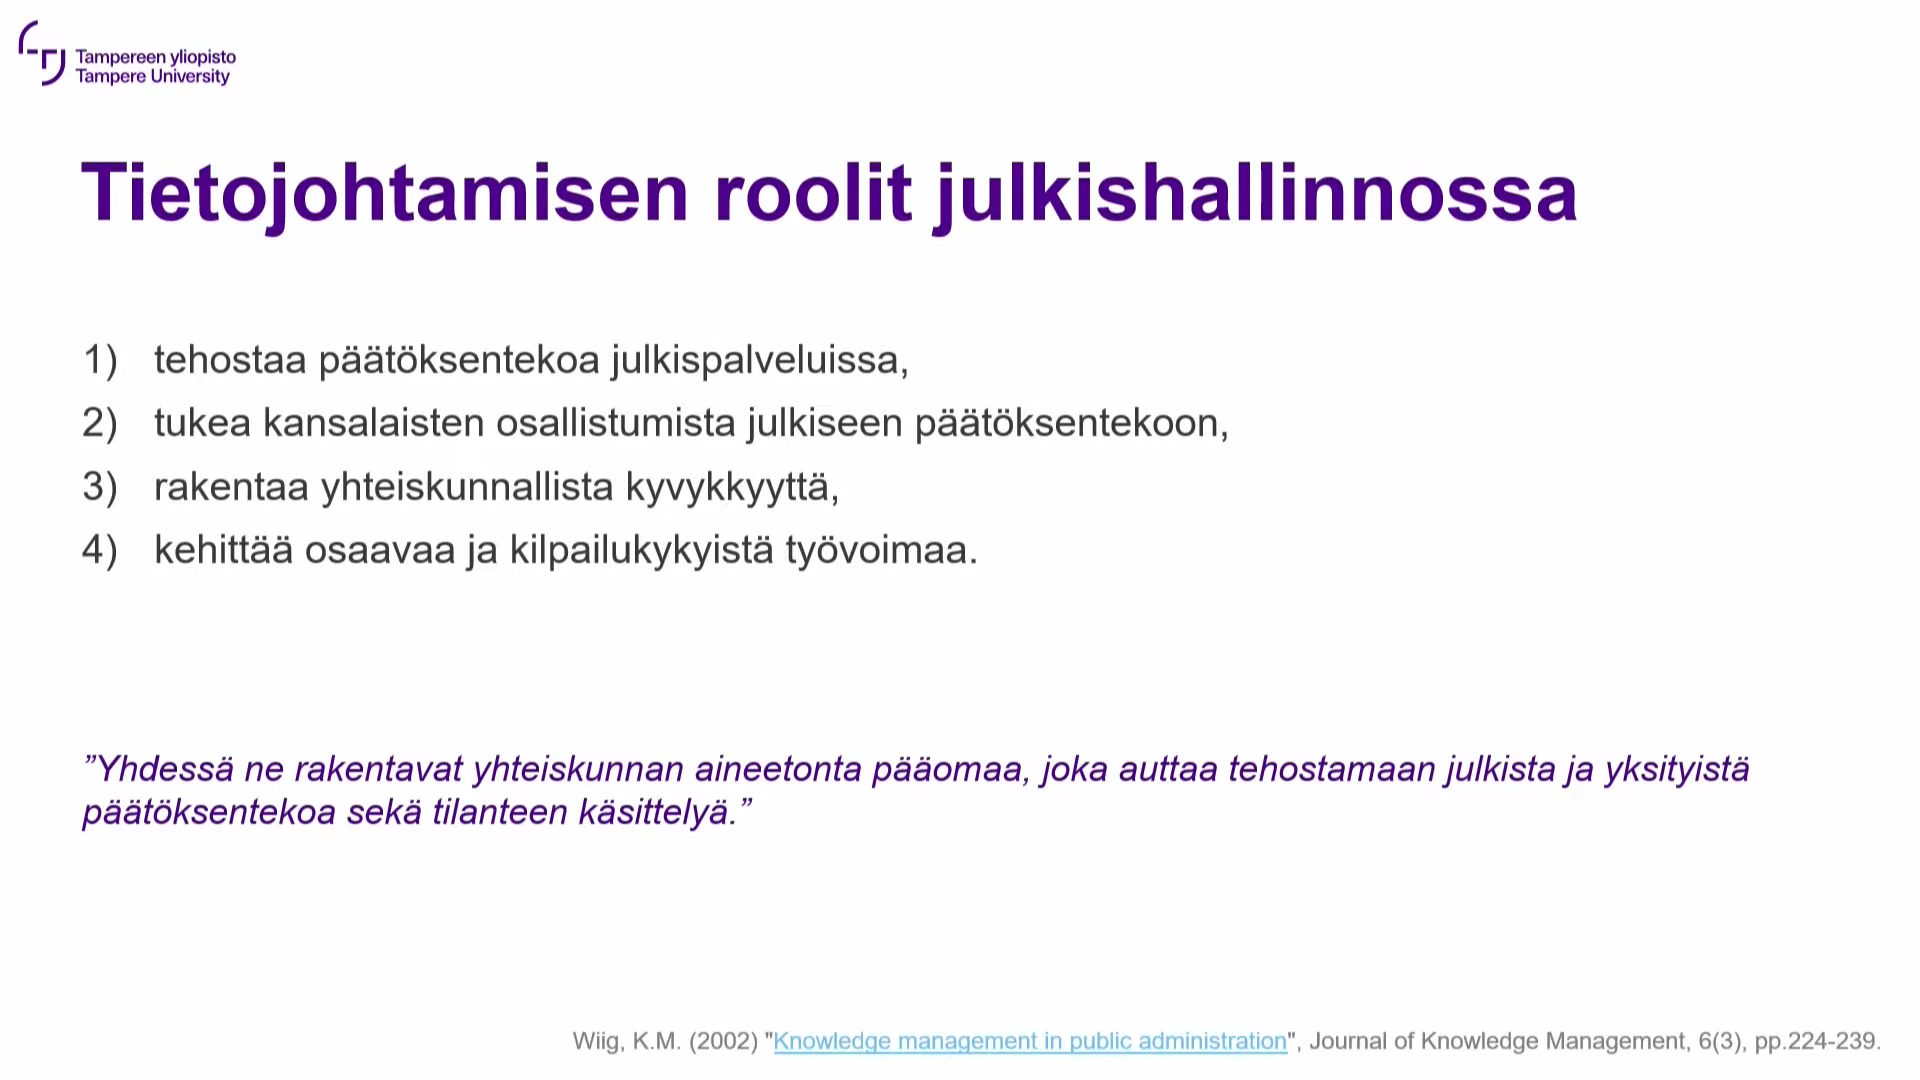 Tampereen yliopisto
Tampere University
Tietojohtamisen roolit julkishallinnossa
1) tehostaa päätöksentekoa julkispalveluissa,
2) tukea kansalaisten osallistumista julkiseen päätöksentekoon,
3) rakentaa yhteiskunnallista kyvykkyyttä,
4) kehittää osaavaa ja kilpailukykyistä työvoimaa.
”Yhdessä ne rakentavat yhteiskunnan aineetonta pääomaa, joka auttaa tehostamaan julkista ja yksityistä
päätöksentekoa sekä tilanteen käsittelyä.”
Wiig, K.M. (2002) "Knowledge management in public administration", Journal of Knowledge Management, 6(3), pp.224-239.